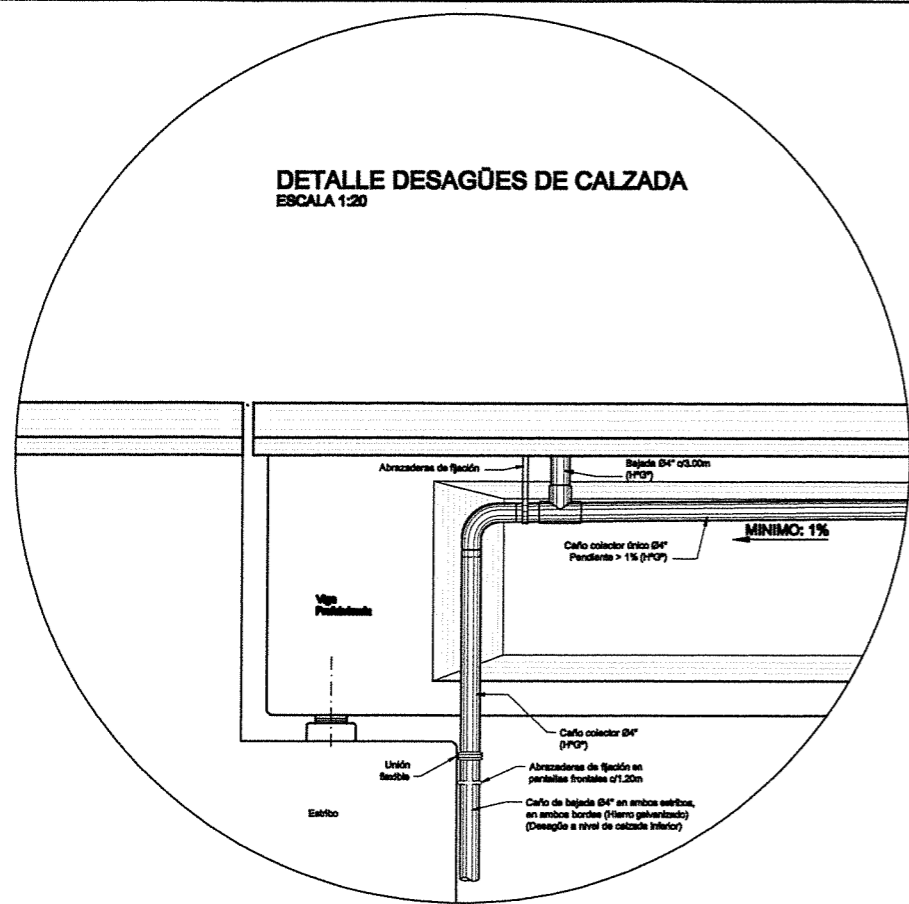 DETALLE DESAGÜES DE CALZADA
ESCALA 1:20
Abrazaderas de fijación
Bajada Ø4" c/3.00m
(HºGº)
MINIMO: 1%
Caño colector único Ø4"
Pendiente > 1% (HºGº)
Viga
Caño colector Ø4"
(HºGº)
Unión
flexible
Abrazaderas de fijación en
pantallas frontales c/1.20m
Estribo
Caño de bajada Ø4" en ambos estribos,
en ambos bordes (Hierro galvanizado)
(Desagüe a nivel de calzada inferior)